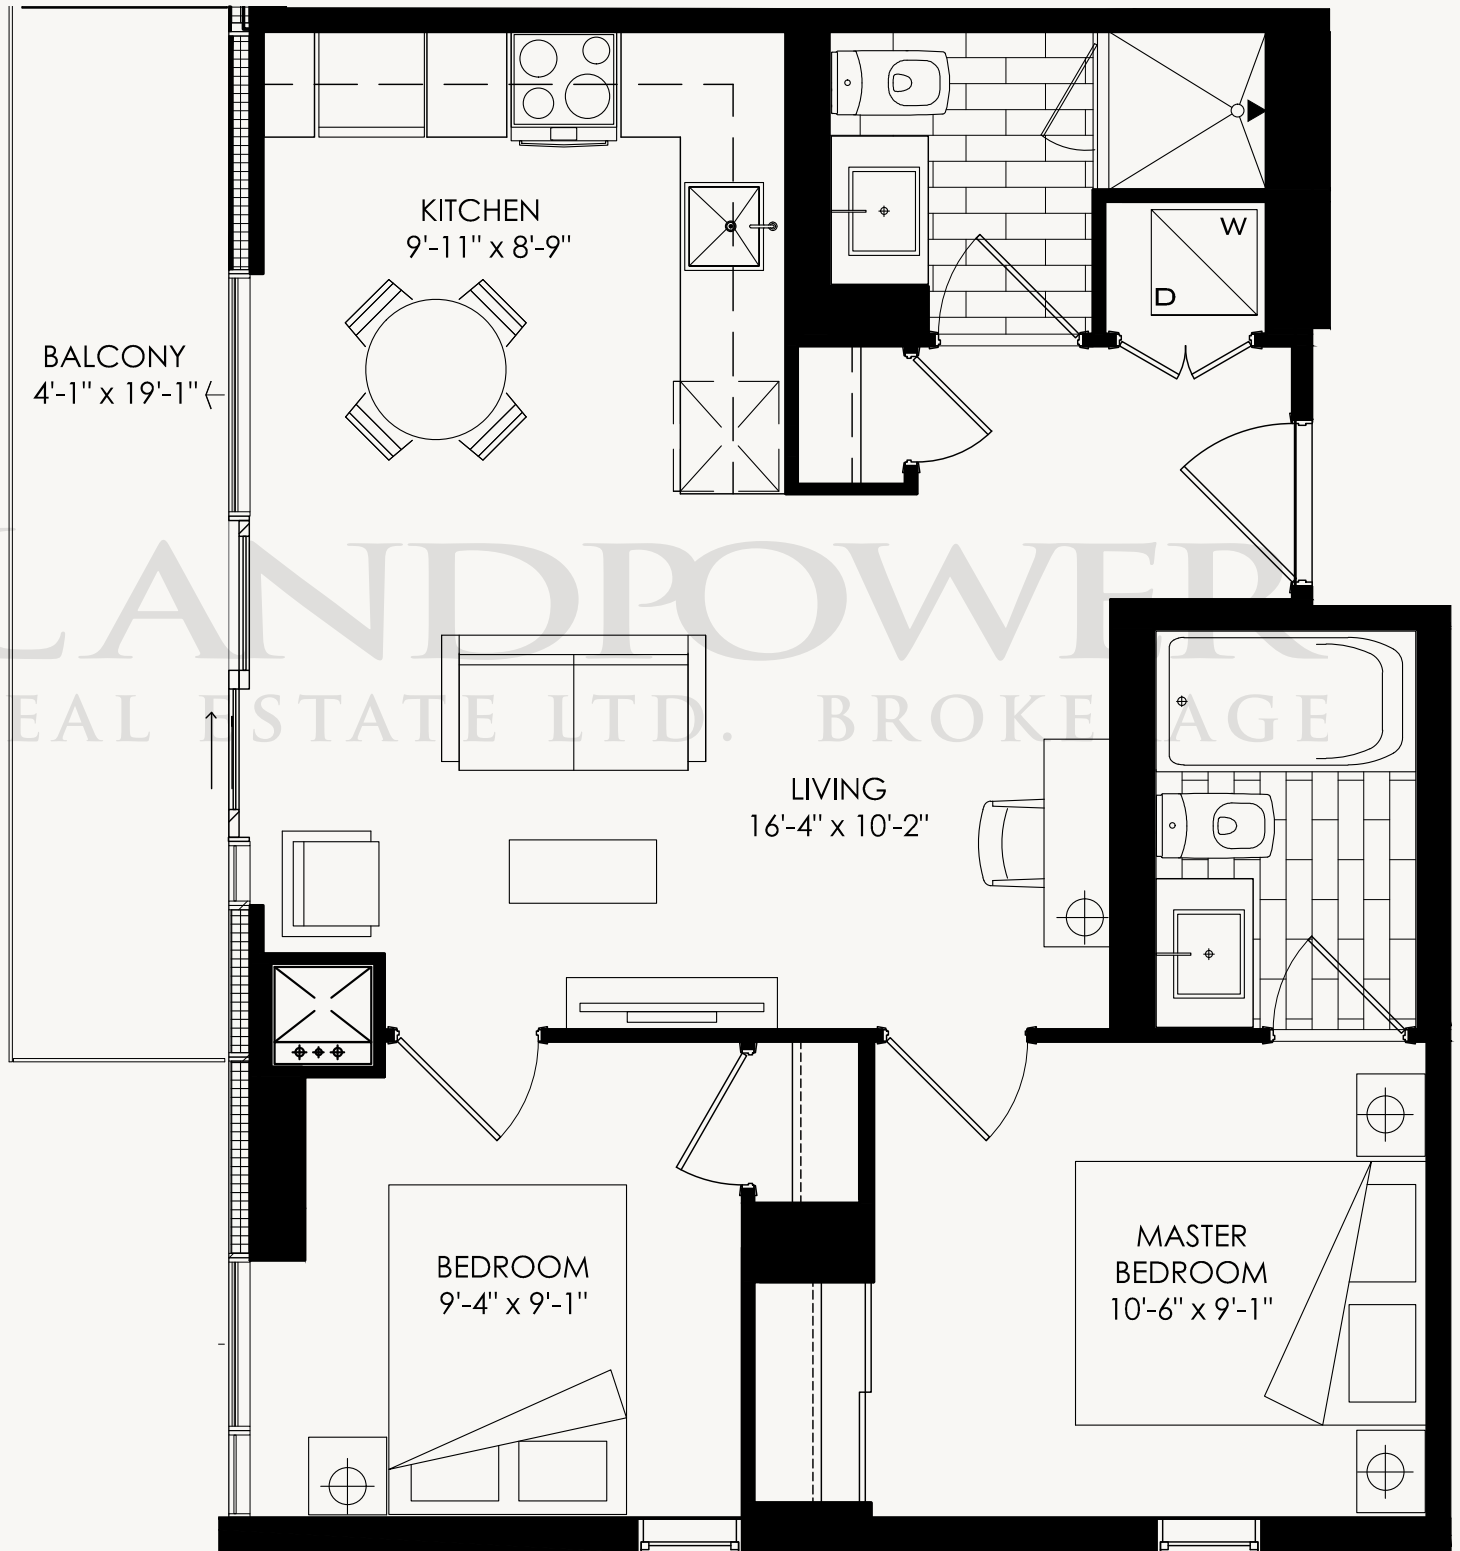 KITCHEN
9'-11" x 8'-9"
W
D
BALCONY
4'-1" x 19'-1"
LANDPOWER
REAL ESTATE LTD. BROKERAGE
LIVING
16'-4" x 10'-2"
BEDROOM
9'-4" x 9'-1"
MASTER
BEDROOM
10'-6" x 9'-1"